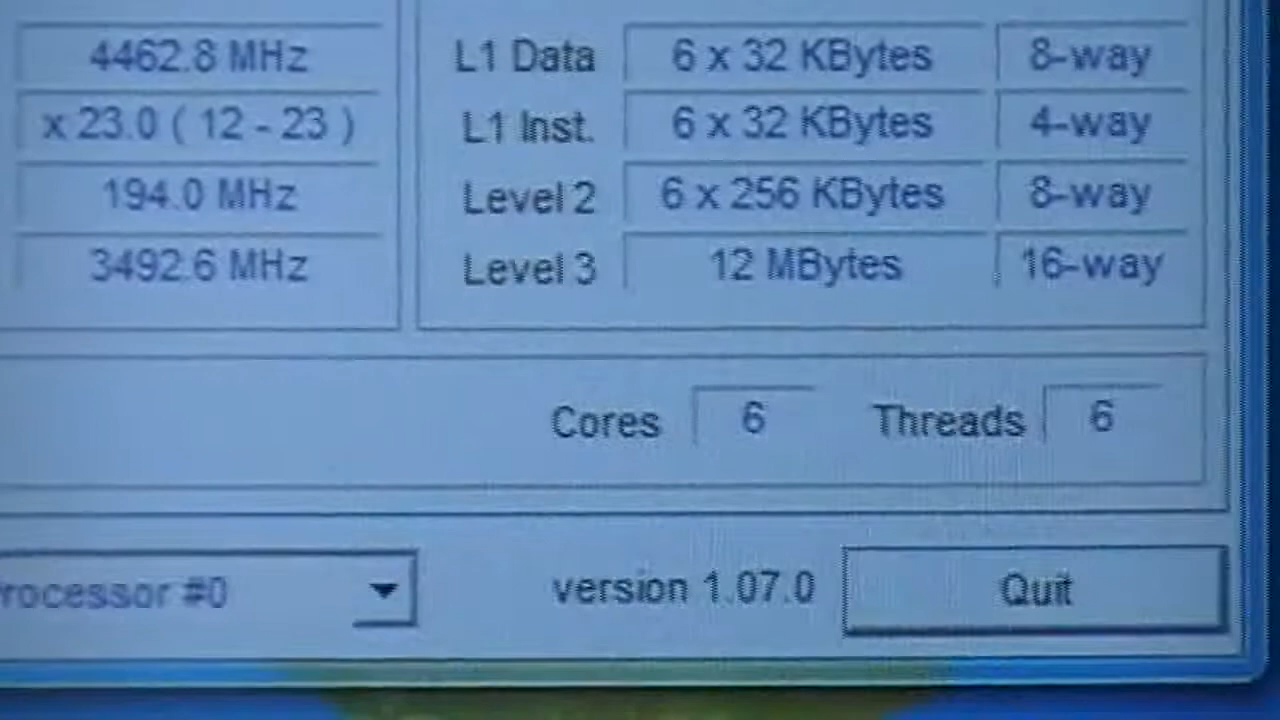 4462.8 MHz L1 Data 6 x 32 KBytes 8-way
x 23.0 ( 12 - 23 ) L1 Inst. 6 x 32 KBytes 4-way
194.0 MHz Level 2 6 x 256 KBytes 8-way
3492.6 MHz Level 3 12 MBytes 16-way
Cores 6 Threads 6
rocessor #0 version 1.07.0 Quit